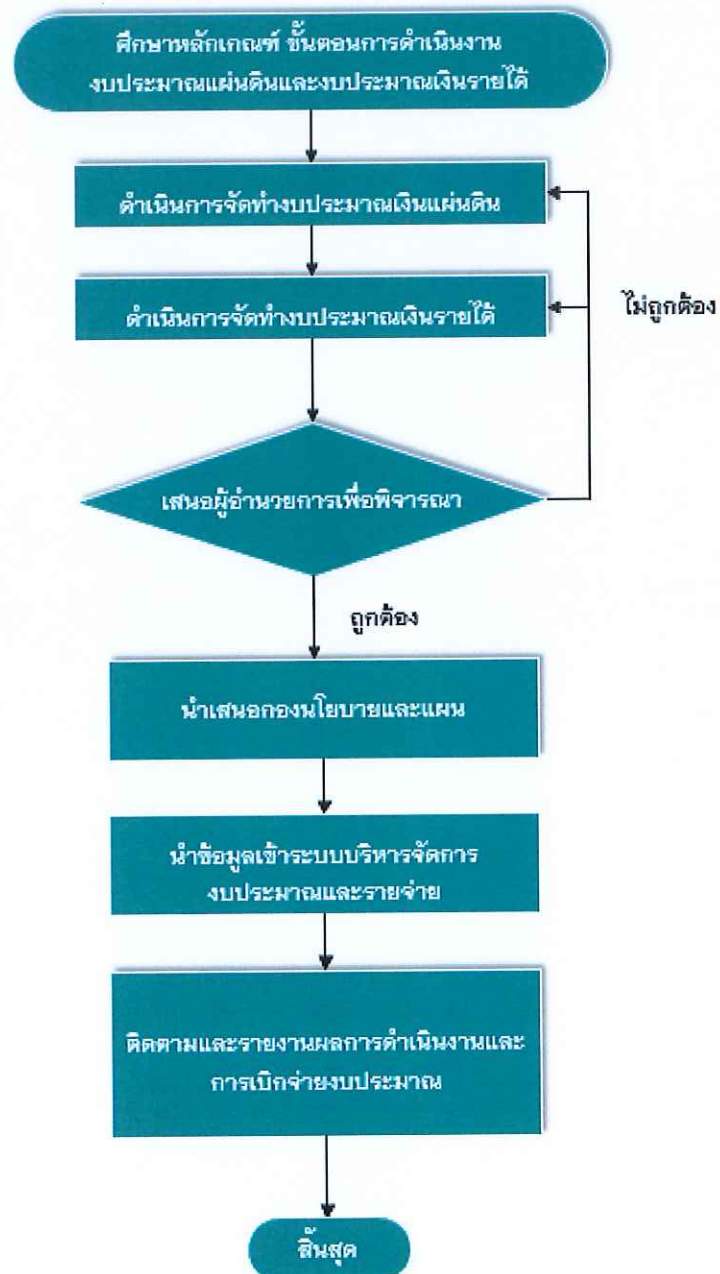 ศึกษาหลักเกณฑ์ ขั้นตอนการดำเนินงาน
งบประมาณแผ่นดินและงบประมาณเงินรายได้
ดำเนินการจัดทำงบประมาณเงินแผ่นดิน
ดำเนินการจัดทำงบประมาณเงินรายได้
ไม่ถูกต้อง
เสนอผู้อำนวยการเพื่อพิจารณา
ถูกต้อง
นำเสนอกองนโยบายและแผน
นำข้อมูลเข้าระบบบริหารจัดการ
งบประมาณและรายจ่าย
ติดตามและรายงานผลการดำเนินงานและ
การเบิกจ่ายงบประมาณ
สิ้นสุด